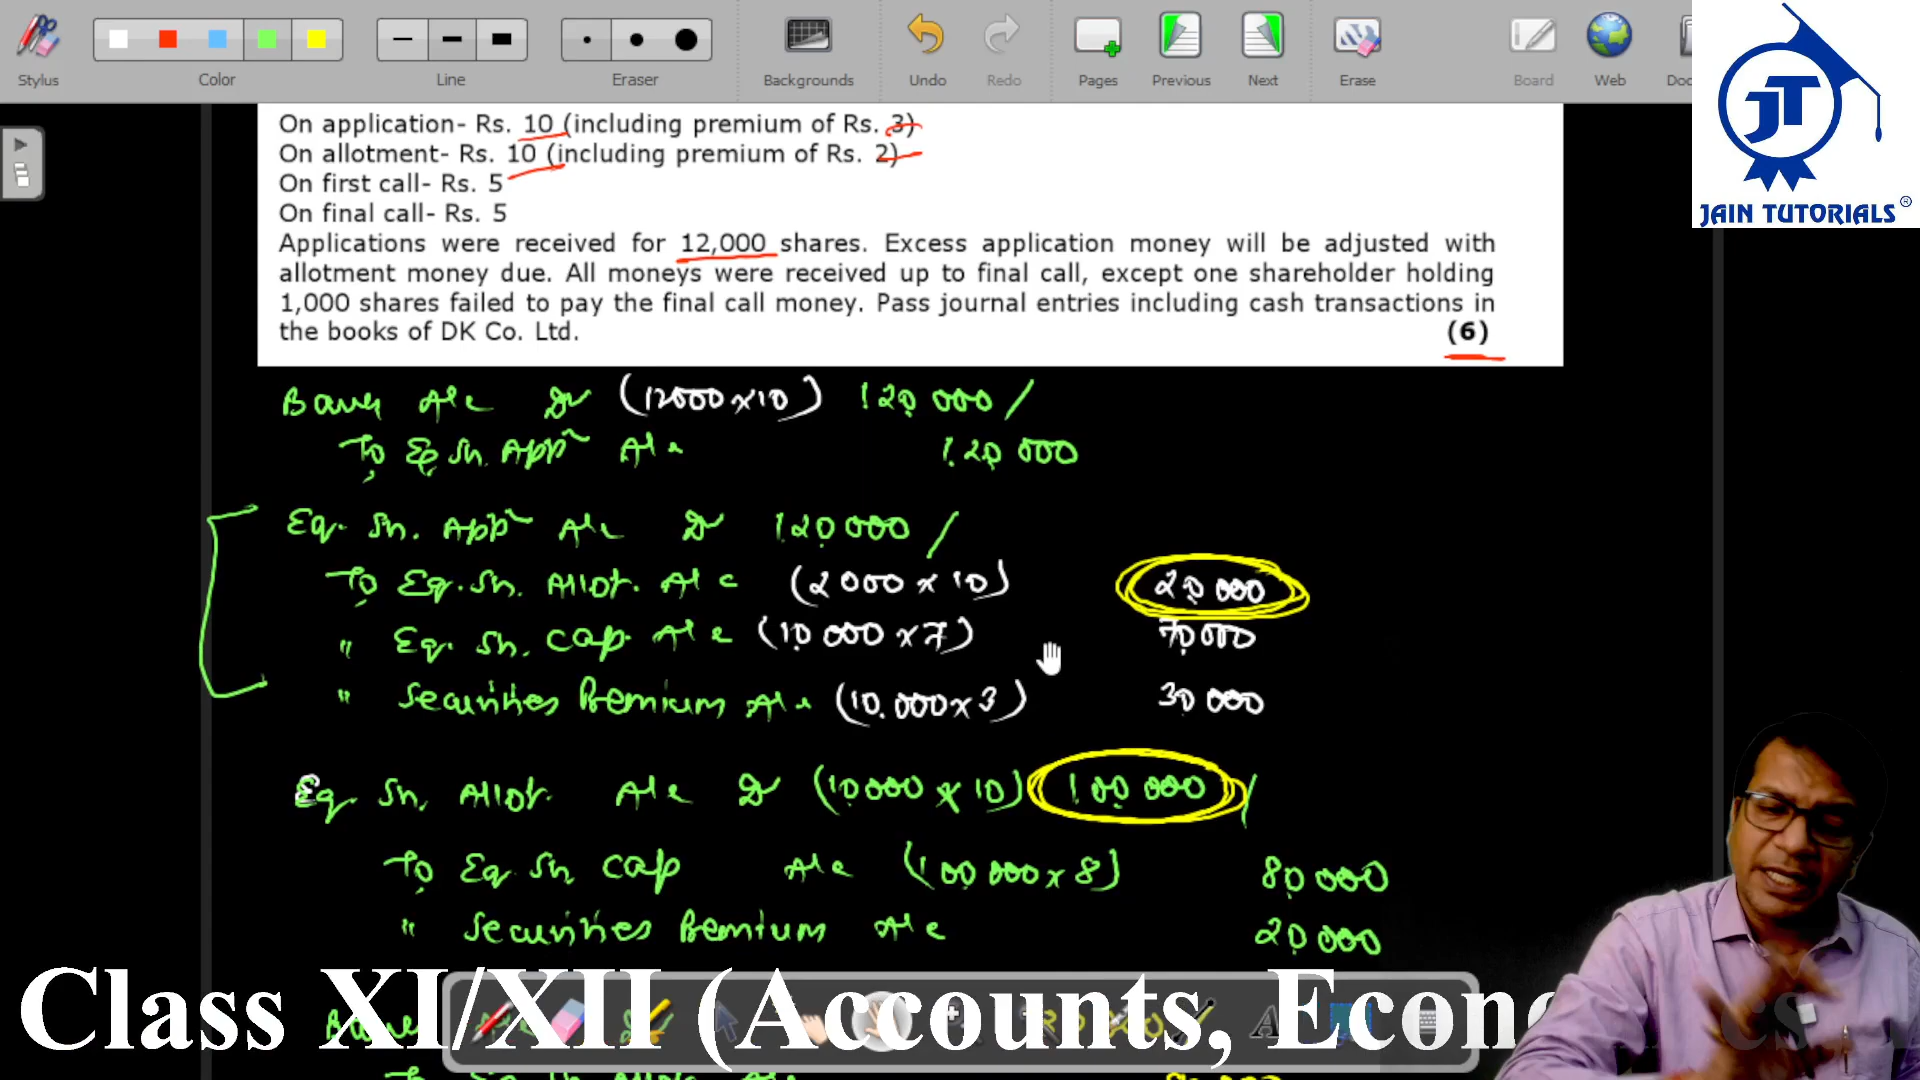 Stylus
Color
Line
Eraser
Backgrounds
Undo
Redo
Pages
Previous
Next
Erase
Board
Web
JT
JAIN TUTORIALS®
On application- Rs. 10 (including premium of Rs. 3)
On allotment- Rs. 10 (including premium of Rs. 2)
On first call- Rs. 5
On final call- Rs. 5
Applications were received for 12,000 shares. Excess application money will be adjusted with
allotment money due. All moneys were received up to final call, except one shareholder holding
1,000 shares failed to pay the final call money. Pass journal entries including cash transactions in
the books of DK Co. Ltd. (6)
Bank A/c Dr (12000 x 10) 120 000 /
To Eq Sh. Appn A/c 120 000
Eq. Sh. Appn A/c Dr 120 000 /
To Eq. Sh. Allot. A/c (2000 x 10) 20 000
" Eq. Sh. Cap. A/c (10 000 x 7) 70 000
" Securities Premium A/c (10.000 x 3) 30 000
Eq Sh. Allot. A/c Dr (10000 x 10) 100 000 /
To Eq Sh Cap A/c (100 000 x 8) 80 000
" Securities Premium A/c 20 000
Class XI/XII (Accounts, Econo